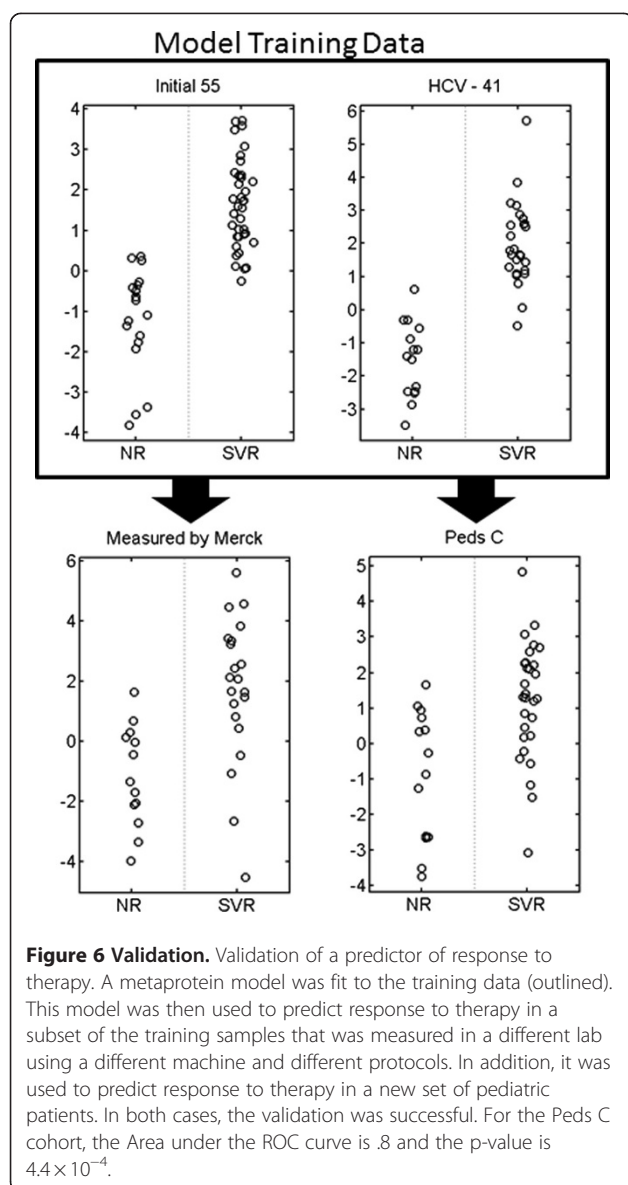 Model Training Data
Initial 55
HCV - 41
4
3
2
1
0
-1
-2
-3
-4
NR
SVR
6
5
4
3
2
1
0
-1
-2
-3
NR
SVR
Measured by Merck
Peds C
6
4
2
0
-2
-4
NR
SVR
5
4
3
2
1
0
-1
-2
-3
-4
NR
SVR
Figure 6 Validation. Validation of a predictor of response to
therapy. A metaprotein model was fit to the training data (outlined).
This model was then used to predict response to therapy in a
subset of the training samples that was measured in a different lab
using a different machine and different protocols. In addition, it was
used to predict response to therapy in a new set of pediatric
patients. In both cases, the validation was successful. For the Peds C
cohort, the Area under the ROC curve is .8 and the p-value is
4.4 × 10⁻⁴.